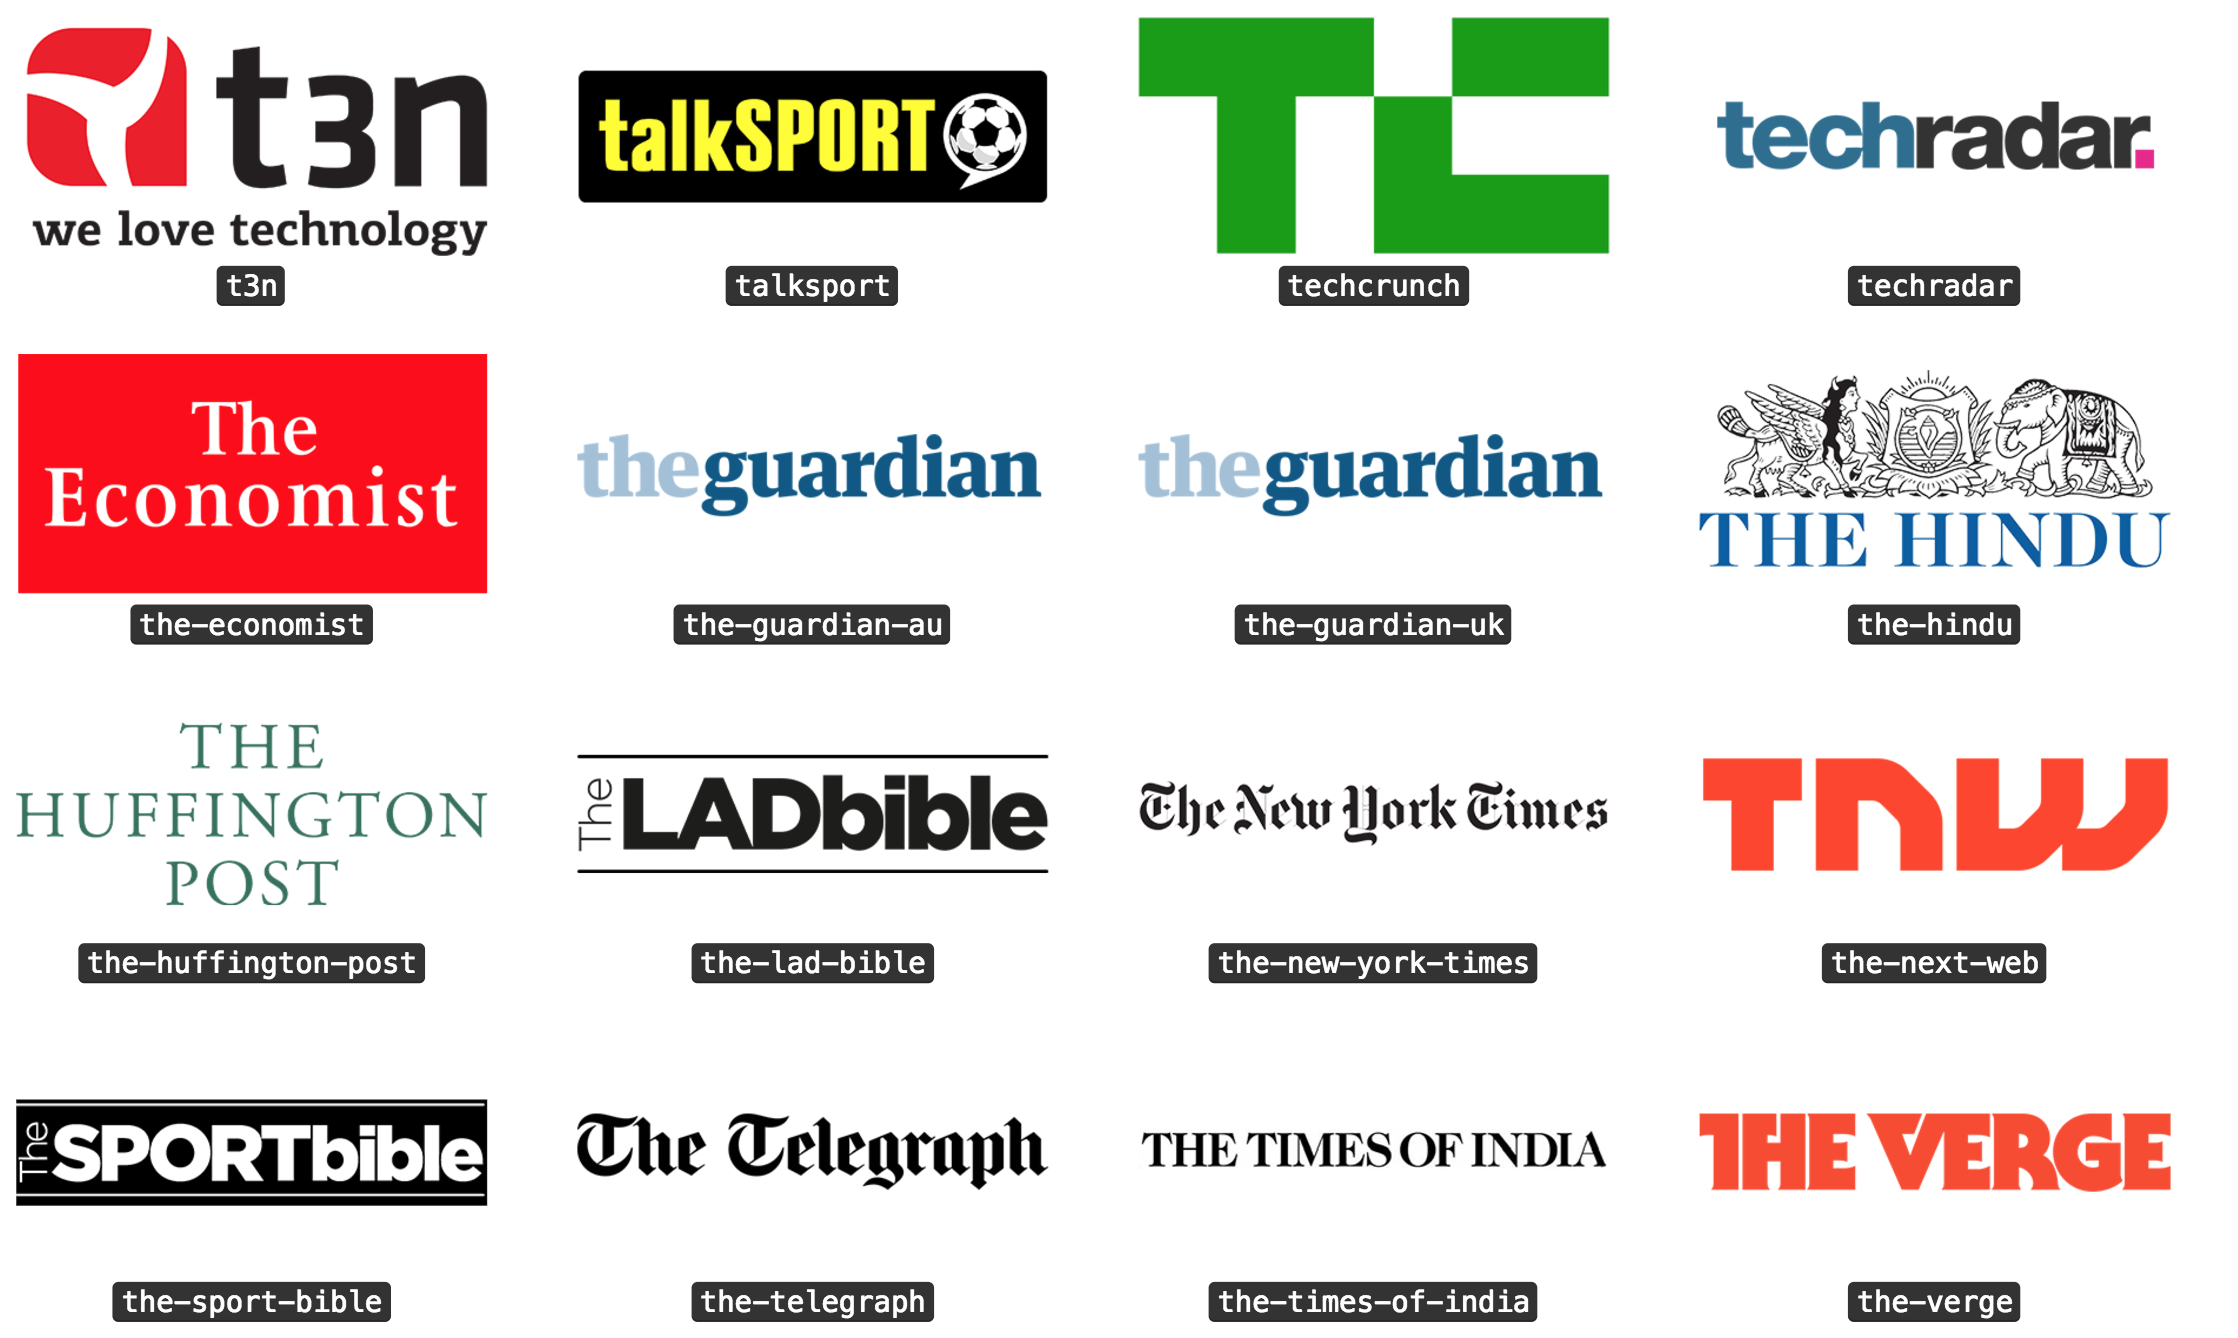 t3n
we love technology
talkSPORT
TC
techradar.
t3n
talksport
techcrunch
techradar
The
Economist
theguardian
theguardian
THE HINDU
the-economist
the-guardian-au
the-guardian-uk
the-hindu
THE
HUFFINGTON
POST
The LADbible
The New York Times
TNW
the-huffington-post
the-lad-bible
the-new-york-times
the-next-web
The SPORTbible
The Telegraph
THE TIMES OF INDIA
THE VERGE
the-sport-bible
the-telegraph
the-times-of-india
the-verge